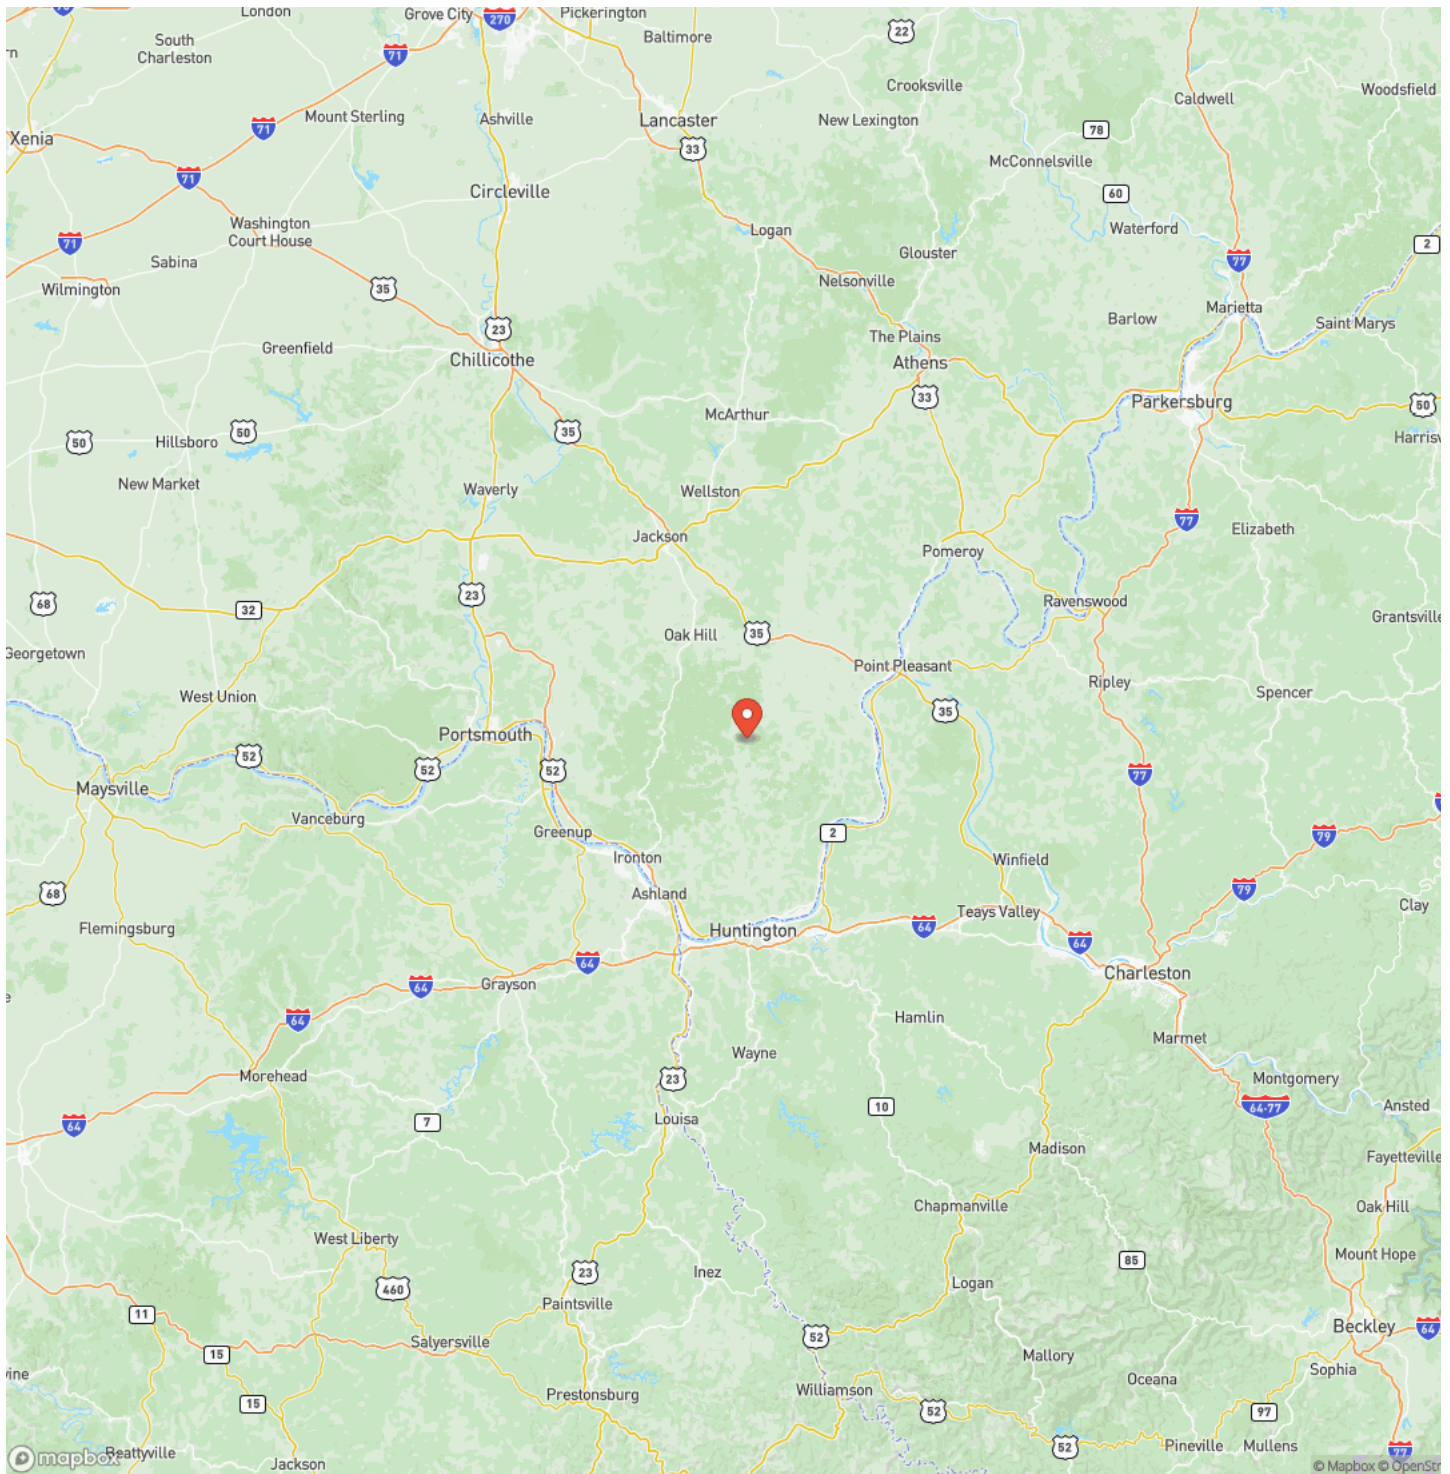 London
Grove City
270
Pickerington
Baltimore
22
South
Charleston
71
Crooksville
Woodsfield
Caldwell
Mount Sterling
Ashville
Lancaster
New Lexington
71
78
Xenia
33
McConnelsville
71
Circleville
60
Washington
Court House
Logan
Waterford
71
2
Sabina
Glouster
77
Wilmington
35
Nelsonville
Marietta
Barlow
Saint Marys
23
The Plains
Greenfield
Chillicothe
Athens
33
Parkersburg
50
McArthur
50
Hillsboro
50
35
Harrisv
New Market
Waverly
Wellston
77
Elizabeth
Jackson
Pomeroy
68
32
23
Ravenswood
Grantsville
Oak Hill
35
Georgetown
Point Pleasant
Ripley
Spencer
West Union
35
Portsmouth
52
52
52
77
Maysville
Vanceburg
Greenup
2
79
Ironton
Winfield
68
Ashland
79
Clay
Teays Valley
Flemingsburg
Huntington
64
64
64
Charleston
64
Grayson
64
Hamlin
Marmet
Wayne
Morehead
23
Montgomery
64-77
Ansted
64
7
Louisa
10
Madison
Fayetteville
Chapmanville
Oak Hill
West Liberty
Mount Hope
85
Inez
23
460
Logan
Paintsville
11
Beckley
64
52
Salyersville
15
Mallory
Sophia
Oceana
vine
Prestonsburg
Williamson
15
52
97
Pineville
Mullens
52
77
Beattyville
mapbox
Jackson
© Mapbox © OpenStr